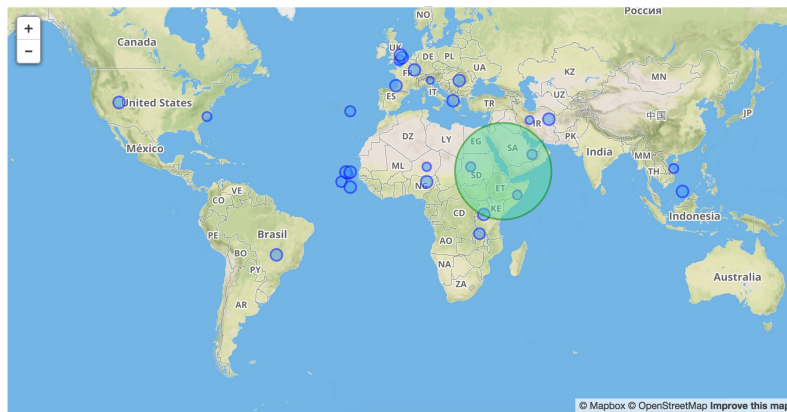 Россия
NO
+
−
Canada
UK
DE
PL
UA
KZ
MN
FR
ES
IT
TR
UZ
United States
中国
JP
IR
PK
DZ
LY
EG
SA
México
India
MM
ML
SD
TH
NG
ET
VE
CO
CD
KE
Indonesia
PE
Brasil
AO
BO
PY
NA
Australia
ZA
AR
© Mapbox © OpenStreetMap Improve this map